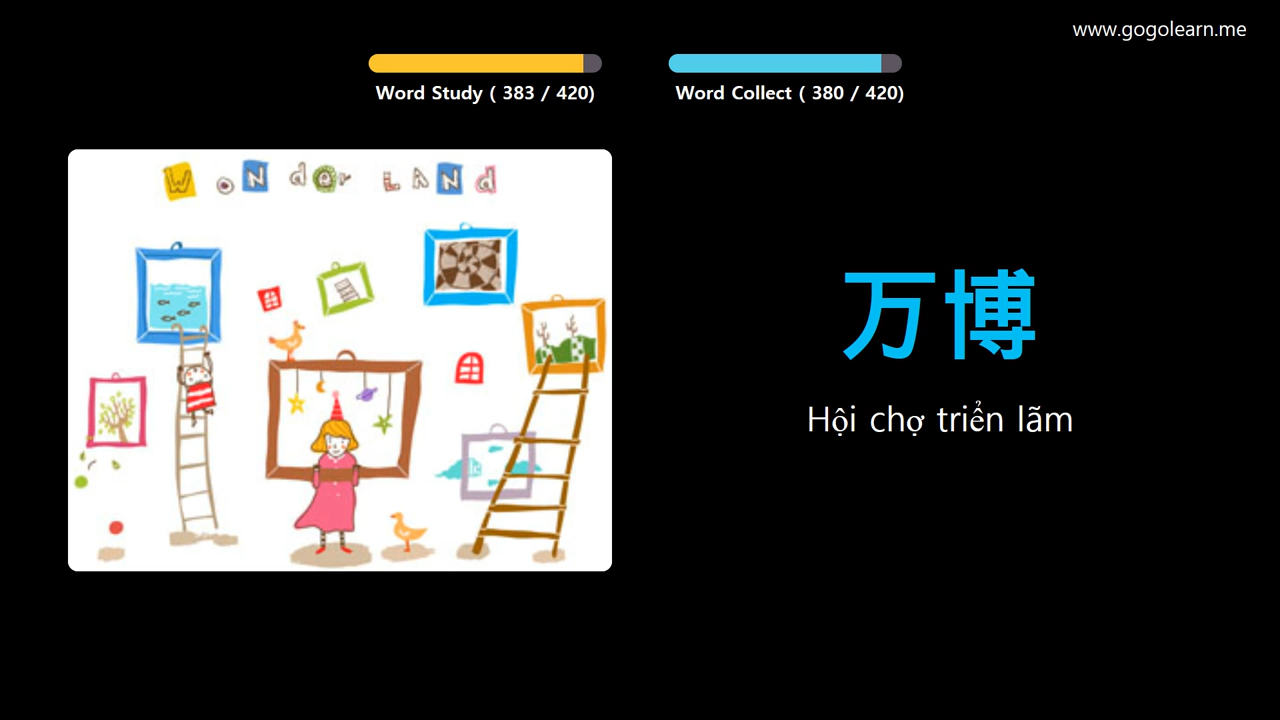 www.gogolearn.me
Word Study ( 383 / 420)
Word Collect ( 380 / 420)
WoNderLANd
万博
Hội chợ triển lãm